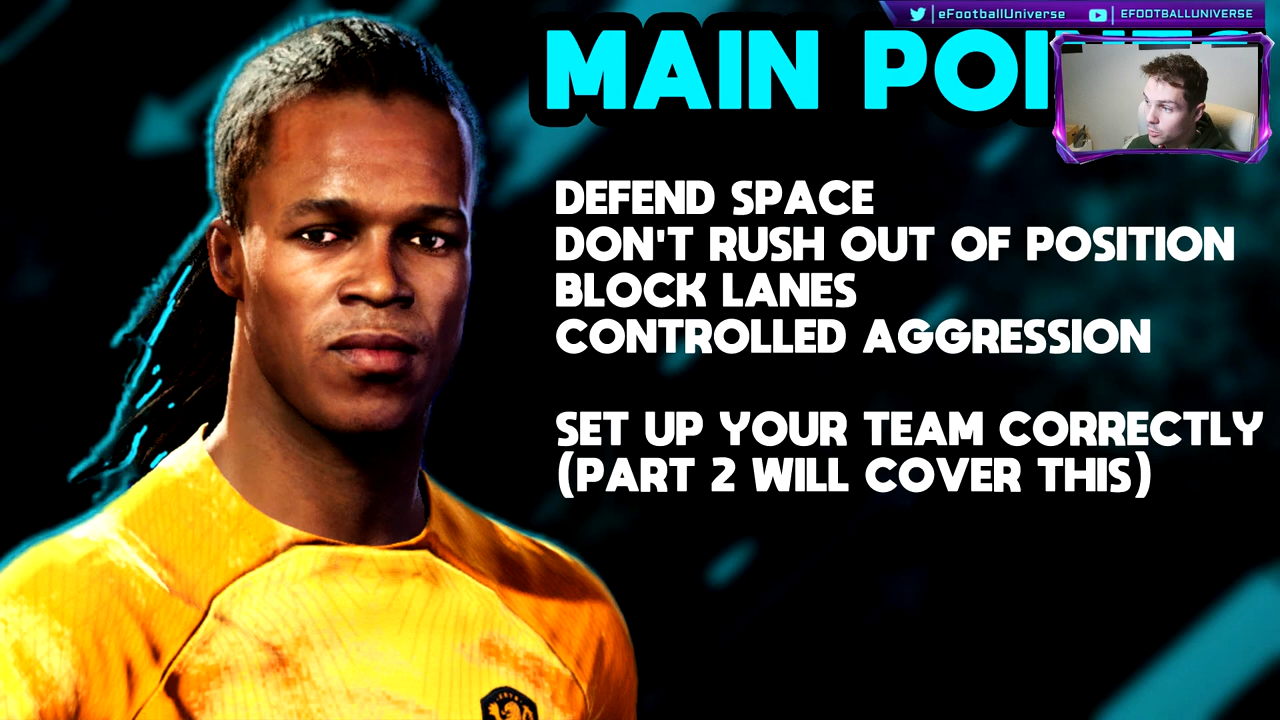 eFootballUniverse
EFOOTBALLUNIVERSE
MAIN
DEFEND SPACE
DON'T RUSH OUT OF POSITION
BLOCK LANES
CONTROLLED AGGRESSION
SET UP YOUR TEAM CORRECTLY
(PART 2 WILL COVER THIS)